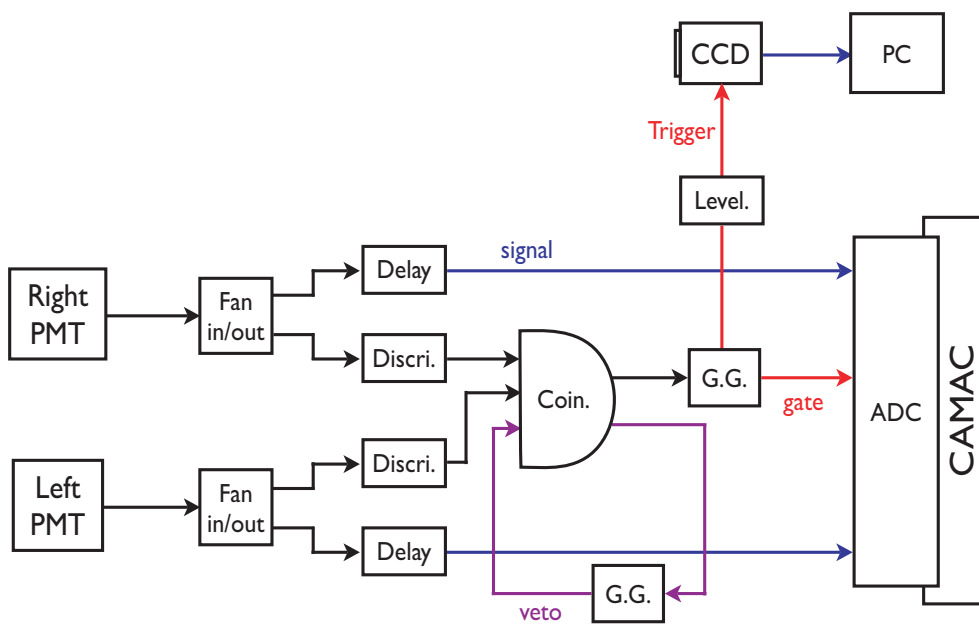 CCD
PC
Trigger
Level.
signal
Right
PMT
Fan
in/out
Delay
Discri.
Coin.
G.G.
gate
ADC
CAMAC
Left
PMT
Fan
in/out
Discri.
Delay
G.G.
veto